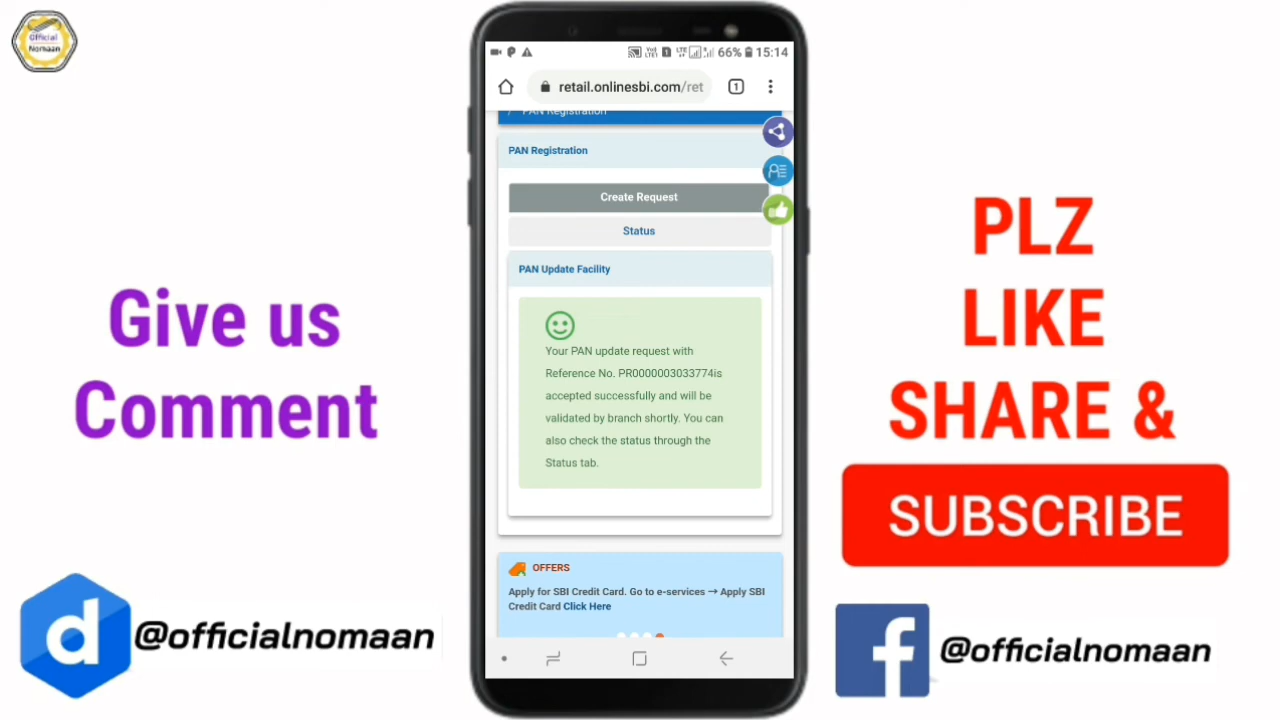 Official
Nomaan
66% 15:14
retail.onlinesbi.com/ret
1
PAN Registration
PAN Registration
Create Request
Status
PAN Update Facility
Your PAN update request with
Reference No. PR0000003033774is
accepted successfully and will be
validated by branch shortly. You can
also check the status through the
Status tab.
OFFERS
Apply for SBI Credit Card. Go to e-services → Apply SBI
Credit Card Click Here
Give us
Comment
d @officialnomaan
PLZ
LIKE
SHARE &
SUBSCRIBE
f @officialnomaan